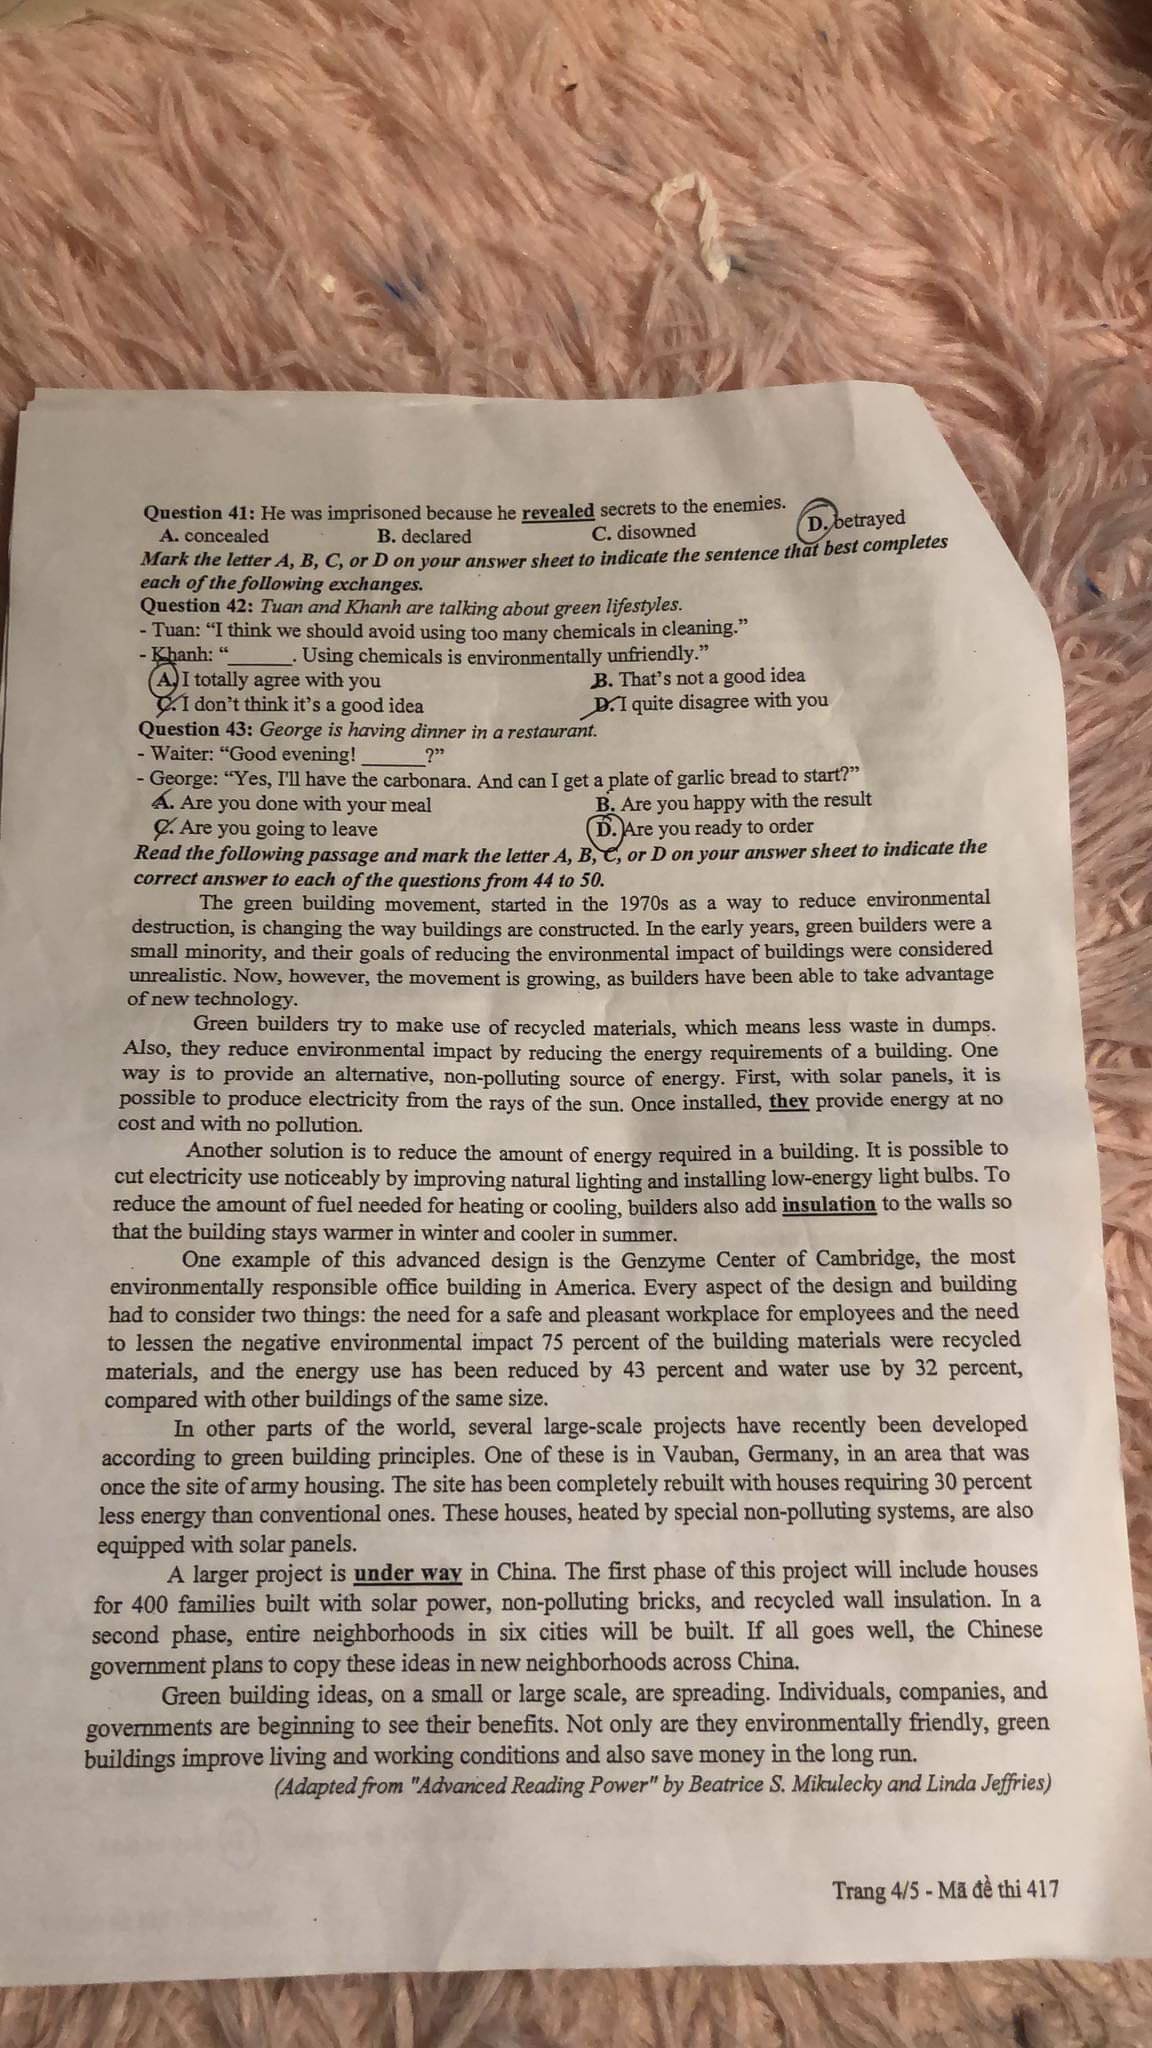 Question 41: He was imprisoned because he revealed secrets to the enemies.
A. concealed B. declared C. disowned D. betrayed
Mark the letter A, B, C, or D on your answer sheet to indicate the sentence that best completes
each of the following exchanges.
Question 42: Tuan and Khanh are talking about green lifestyles.
- Tuan: “I think we should avoid using too many chemicals in cleaning.”
- Khanh: “______. Using chemicals is environmentally unfriendly.”
A. I totally agree with you B. That’s not a good idea
C. I don’t think it’s a good idea D. I quite disagree with you
Question 43: George is having dinner in a restaurant.
- Waiter: “Good evening! ______?”
- George: “Yes, I'll have the carbonara. And can I get a plate of garlic bread to start?”
A. Are you done with your meal B. Are you happy with the result
C. Are you going to leave D. Are you ready to order
Read the following passage and mark the letter A, B, C, or D on your answer sheet to indicate the
correct answer to each of the questions from 44 to 50.
The green building movement, started in the 1970s as a way to reduce environmental
destruction, is changing the way buildings are constructed. In the early years, green builders were a
small minority, and their goals of reducing the environmental impact of buildings were considered
unrealistic. Now, however, the movement is growing, as builders have been able to take advantage
of new technology.
Green builders try to make use of recycled materials, which means less waste in dumps.
Also, they reduce environmental impact by reducing the energy requirements of a building. One
way is to provide an alternative, non-polluting source of energy. First, with solar panels, it is
possible to produce electricity from the rays of the sun. Once installed, they provide energy at no
cost and with no pollution.
Another solution is to reduce the amount of energy required in a building. It is possible to
cut electricity use noticeably by improving natural lighting and installing low-energy light bulbs. To
reduce the amount of fuel needed for heating or cooling, builders also add insulation to the walls so
that the building stays warmer in winter and cooler in summer.
One example of this advanced design is the Genzyme Center of Cambridge, the most
environmentally responsible office building in America. Every aspect of the design and building
had to consider two things: the need for a safe and pleasant workplace for employees and the need
to lessen the negative environmental impact 75 percent of the building materials were recycled
materials, and the energy use has been reduced by 43 percent and water use by 32 percent,
compared with other buildings of the same size.
In other parts of the world, several large-scale projects have recently been developed
according to green building principles. One of these is in Vauban, Germany, in an area that was
once the site of army housing. The site has been completely rebuilt with houses requiring 30 percent
less energy than conventional ones. These houses, heated by special non-polluting systems, are also
equipped with solar panels.
A larger project is under way in China. The first phase of this project will include houses
for 400 families built with solar power, non-polluting bricks, and recycled wall insulation. In a
second phase, entire neighborhoods in six cities will be built. If all goes well, the Chinese
government plans to copy these ideas in new neighborhoods across China.
Green building ideas, on a small or large scale, are spreading. Individuals, companies, and
governments are beginning to see their benefits. Not only are they environmentally friendly, green
buildings improve living and working conditions and also save money in the long run.
(Adapted from "Advanced Reading Power" by Beatrice S. Mikulecky and Linda Jeffries)
Trang 4/5 - Mã đề thi 417